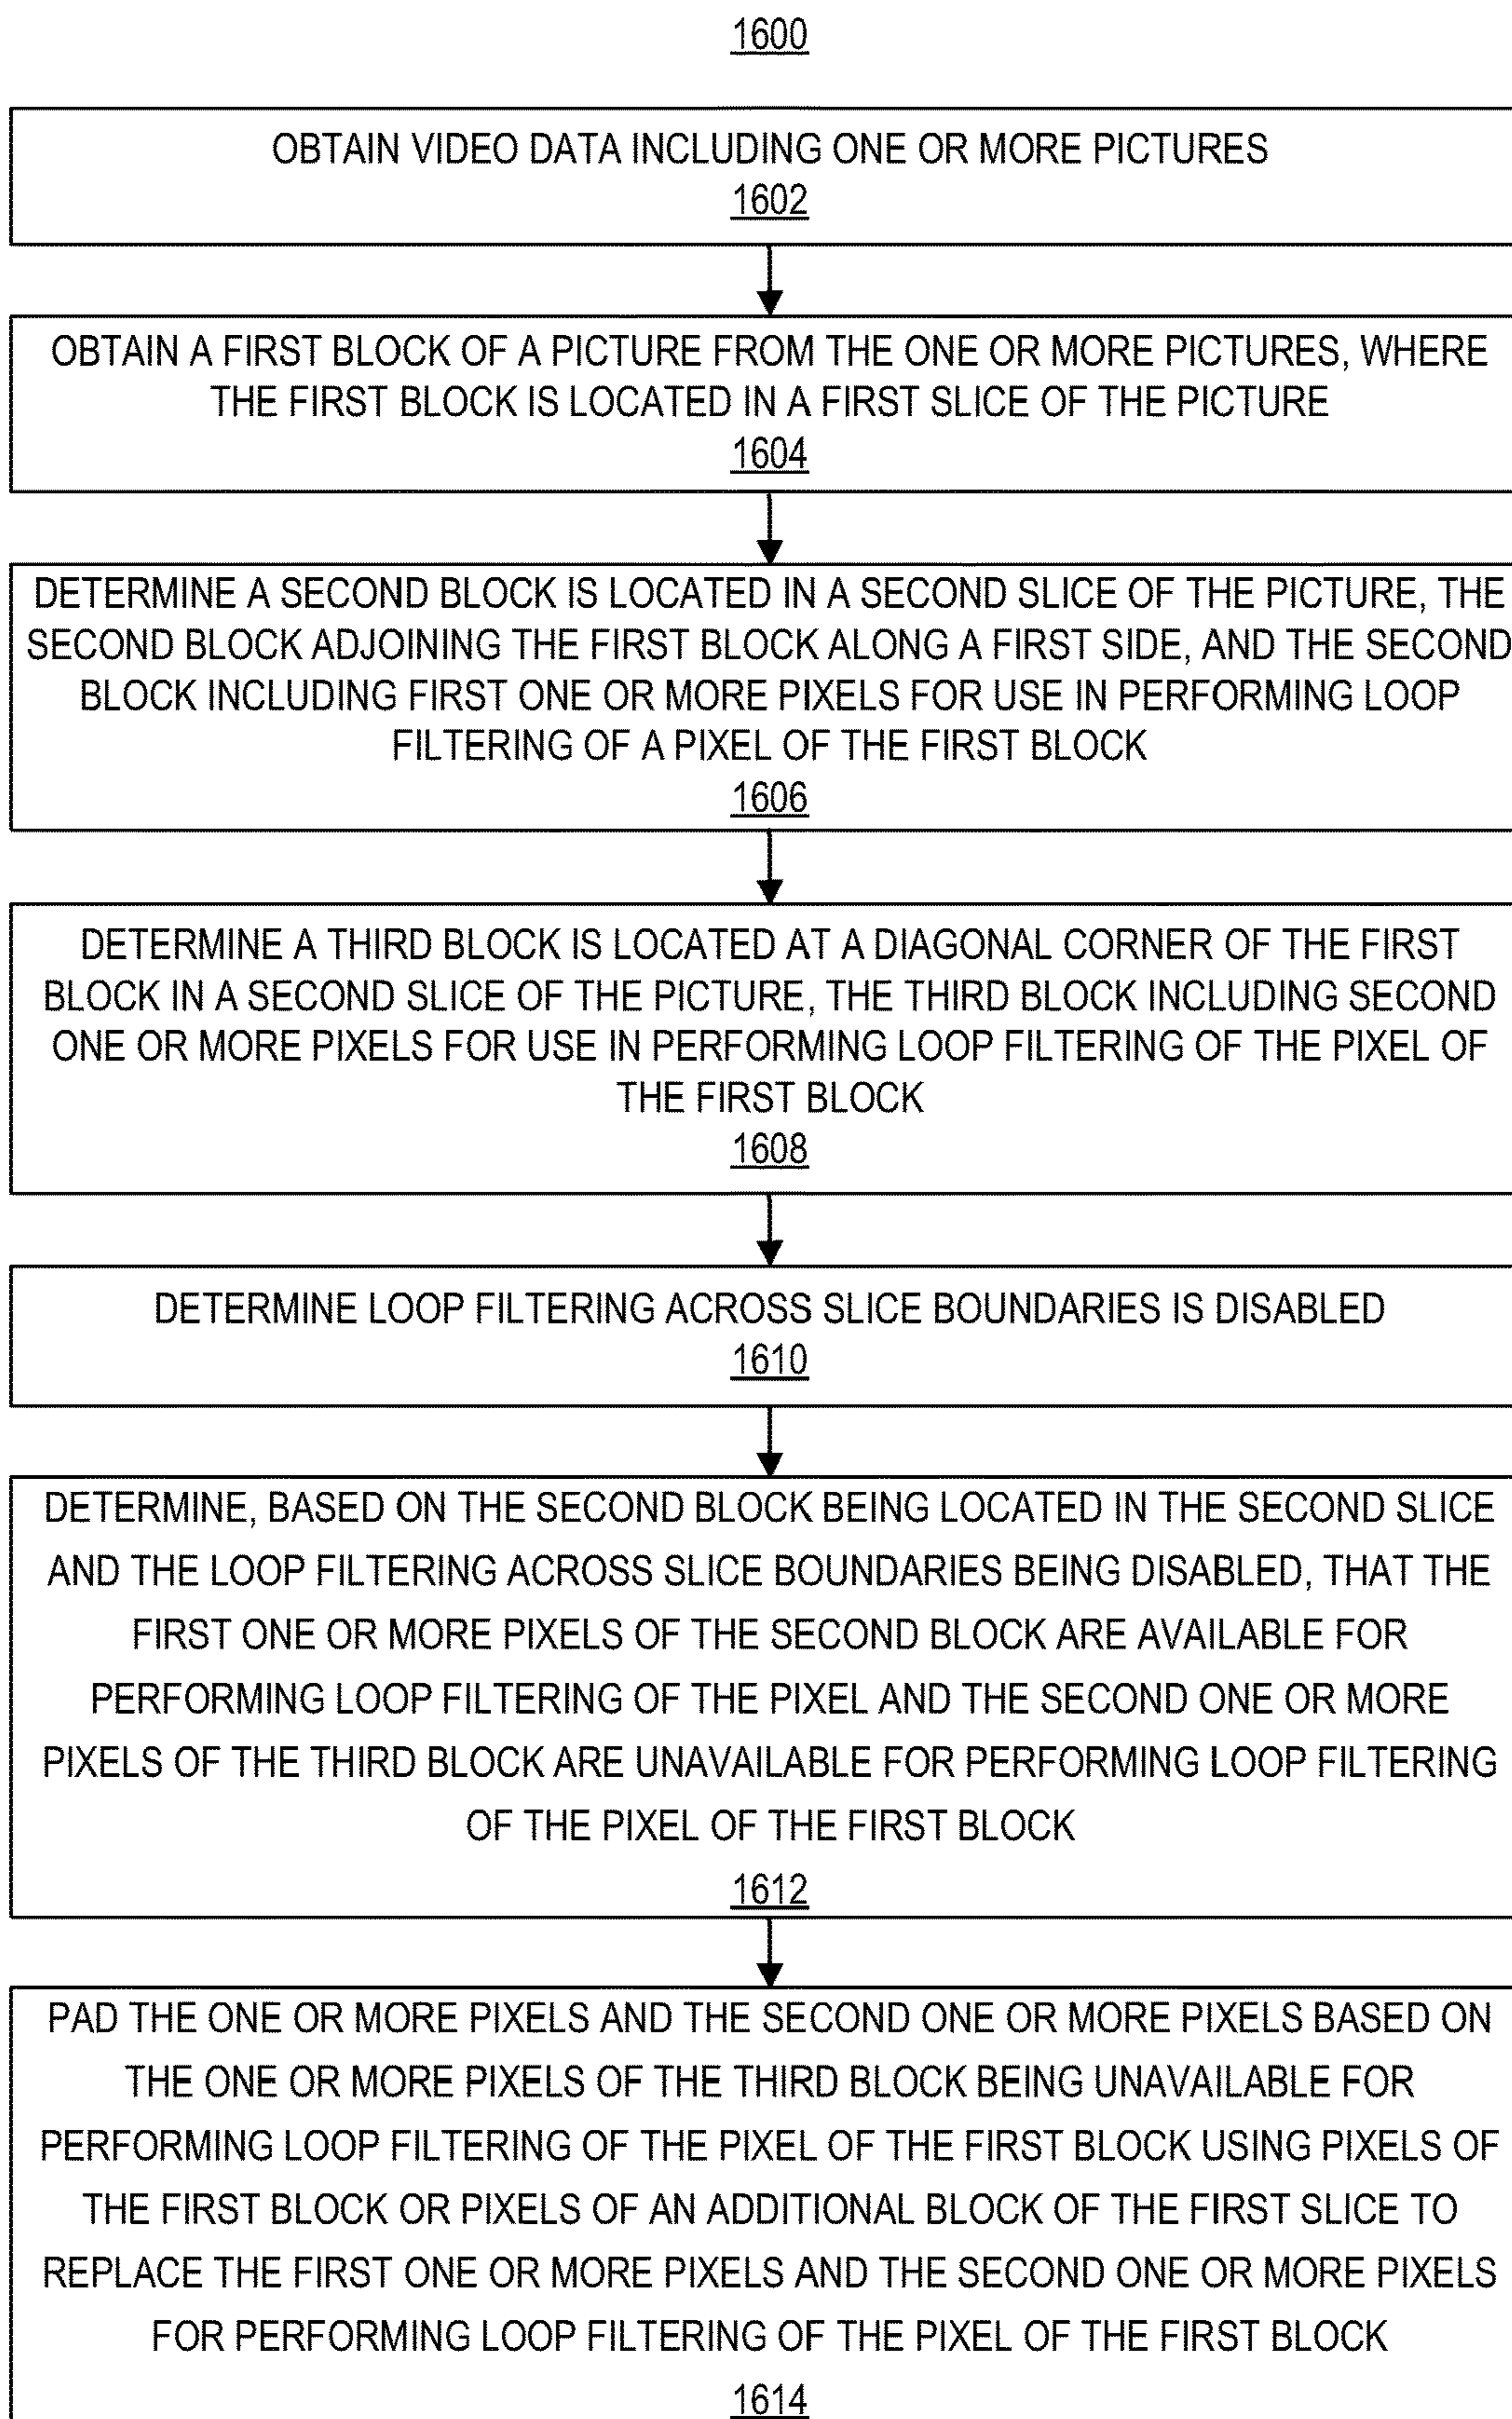 1600
OBTAIN VIDEO DATA INCLUDING ONE OR MORE PICTURES
1602
OBTAIN A FIRST BLOCK OF A PICTURE FROM THE ONE OR MORE PICTURES, WHERE
THE FIRST BLOCK IS LOCATED IN A FIRST SLICE OF THE PICTURE
1604
DETERMINE A SECOND BLOCK IS LOCATED IN A SECOND SLICE OF THE PICTURE, THE
SECOND BLOCK ADJOINING THE FIRST BLOCK ALONG A FIRST SIDE, AND THE SECOND
BLOCK INCLUDING FIRST ONE OR MORE PIXELS FOR USE IN PERFORMING LOOP
FILTERING OF A PIXEL OF THE FIRST BLOCK
1606
DETERMINE A THIRD BLOCK IS LOCATED AT A DIAGONAL CORNER OF THE FIRST
BLOCK IN A SECOND SLICE OF THE PICTURE, THE THIRD BLOCK INCLUDING SECOND
ONE OR MORE PIXELS FOR USE IN PERFORMING LOOP FILTERING OF THE PIXEL OF
THE FIRST BLOCK
1608
DETERMINE LOOP FILTERING ACROSS SLICE BOUNDARIES IS DISABLED
1610
DETERMINE, BASED ON THE SECOND BLOCK BEING LOCATED IN THE SECOND SLICE
AND THE LOOP FILTERING ACROSS SLICE BOUNDARIES BEING DISABLED, THAT THE
FIRST ONE OR MORE PIXELS OF THE SECOND BLOCK ARE AVAILABLE FOR
PERFORMING LOOP FILTERING OF THE PIXEL AND THE SECOND ONE OR MORE
PIXELS OF THE THIRD BLOCK ARE UNAVAILABLE FOR PERFORMING LOOP FILTERING
OF THE PIXEL OF THE FIRST BLOCK
1612
PAD THE ONE OR MORE PIXELS AND THE SECOND ONE OR MORE PIXELS BASED ON
THE ONE OR MORE PIXELS OF THE THIRD BLOCK BEING UNAVAILABLE FOR
PERFORMING LOOP FILTERING OF THE PIXEL OF THE FIRST BLOCK USING PIXELS OF
THE FIRST BLOCK OR PIXELS OF AN ADDITIONAL BLOCK OF THE FIRST SLICE TO
REPLACE THE FIRST ONE OR MORE PIXELS AND THE SECOND ONE OR MORE PIXELS
FOR PERFORMING LOOP FILTERING OF THE PIXEL OF THE FIRST BLOCK
1614